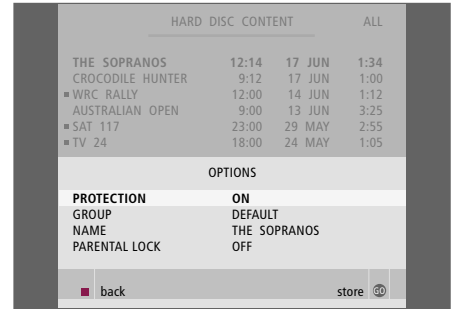 HARD DISC CONTENT ALL
THE SOPRANOS 12:14 17 JUN 1:34
CROCODILE HUNTER 9:12 17 JUN 1:00
WRC RALLY 12:00 14 JUN 1:12
AUSTRALIAN OPEN 9:00 13 JUN 3:25
SAT 117 23:00 29 MAY 2:55
TV 24 18:00 24 MAY 1:05
OPTIONS
PROTECTION ON
GROUP DEFAULT
NAME THE SOPRANOS
PARENTAL LOCK OFF
back store GO